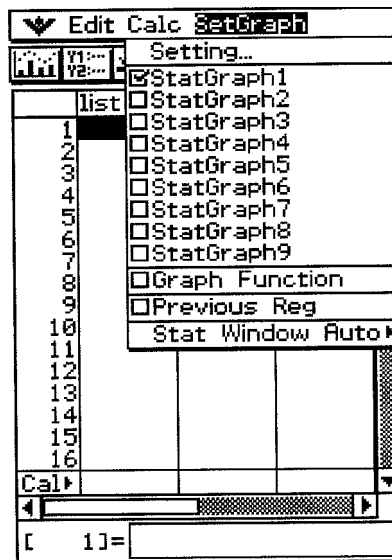 Edit Calc SetGraph
Setting...
Y1:...
Y2:...
list
StatGraph1
StatGraph2
StatGraph3
StatGraph4
StatGraph5
StatGraph6
StatGraph7
StatGraph8
StatGraph9
Graph Function
Previous Reg
Stat Window Auto
1
2
3
4
5
6
7
8
9
10
11
12
13
14
15
16
Cal
[ 1]=